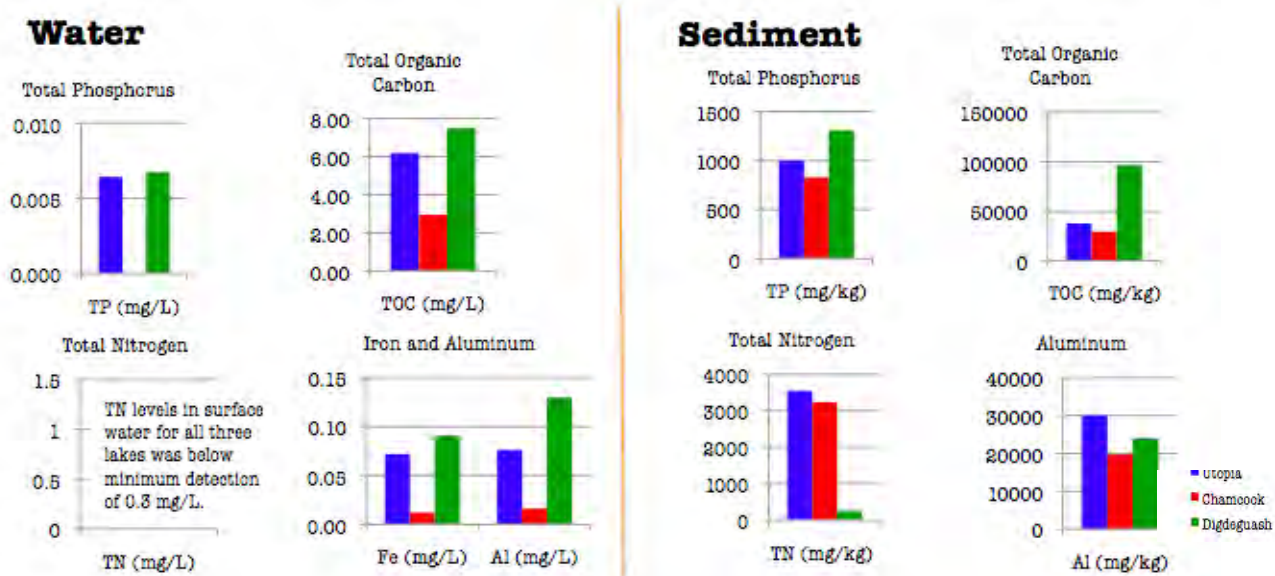 Water
Total Phosphorus
0.010
0.005
0.000
TP (mg/L)
Total Organic
Carbon
8.00
6.00
4.00
2.00
0.00
TOC (mg/L)
Total Nitrogen
1.5
1
0.5
0
TN levels in surface
water for all three
lakes was below
minimum detection
of 0.3 mg/L.
TN (mg/L)
Iron and Aluminum
0.15
0.10
0.05
0.00
Fe (mg/L) Al (mg/L)
Sediment
Total Phosphorus
1500
1000
500
0
TP (mg/kg)
Total Organic
Carbon
150000
100000
50000
0
TOC (mg/kg)
Total Nitrogen
4000
3000
2000
1000
0
TN (mg/kg)
Aluminum
40000
30000
20000
10000
0
Al (mg/kg)
Utopia
Chamcook
Digdeguash